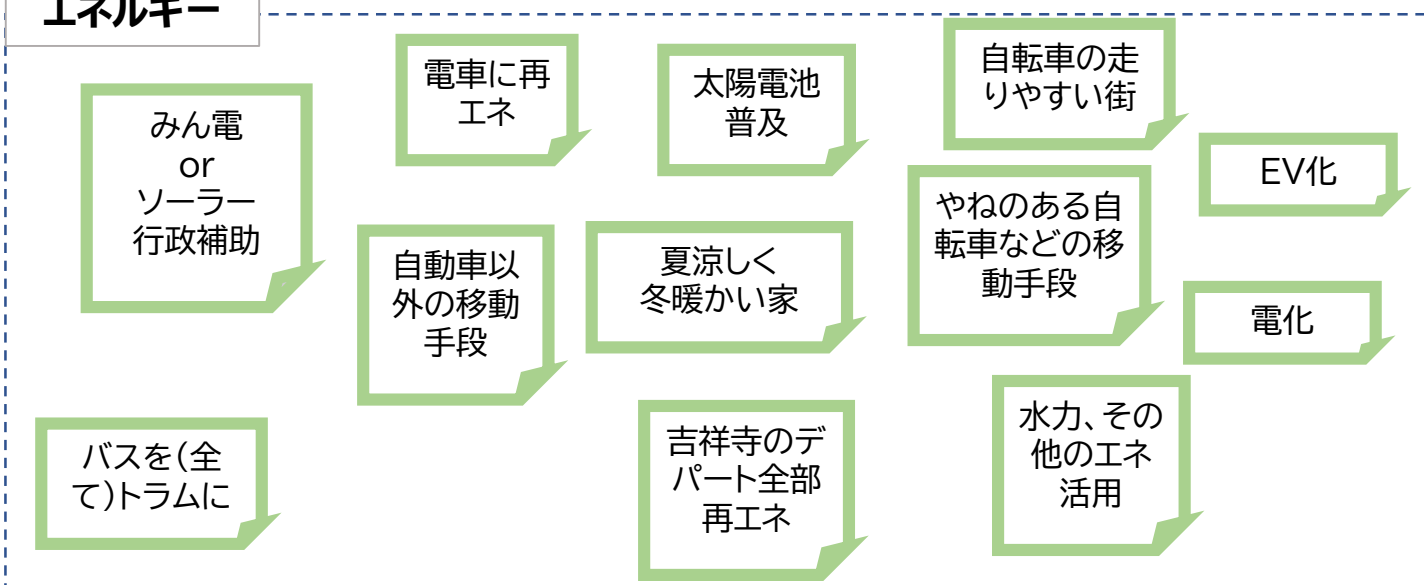 エネルギー
電車に再
エネ
太陽電池
普及
自転車の走
りやすい街
みん電
or
ソーラー
行政補助
EV化
自動車以
外の移動
手段
夏涼しく
冬暖かい家
やねのある自
転車などの移
動手段
電化
バスを(全
て)トラムに
吉祥寺のデ
パート全部
再エネ
水力、その
他のエネ
活用